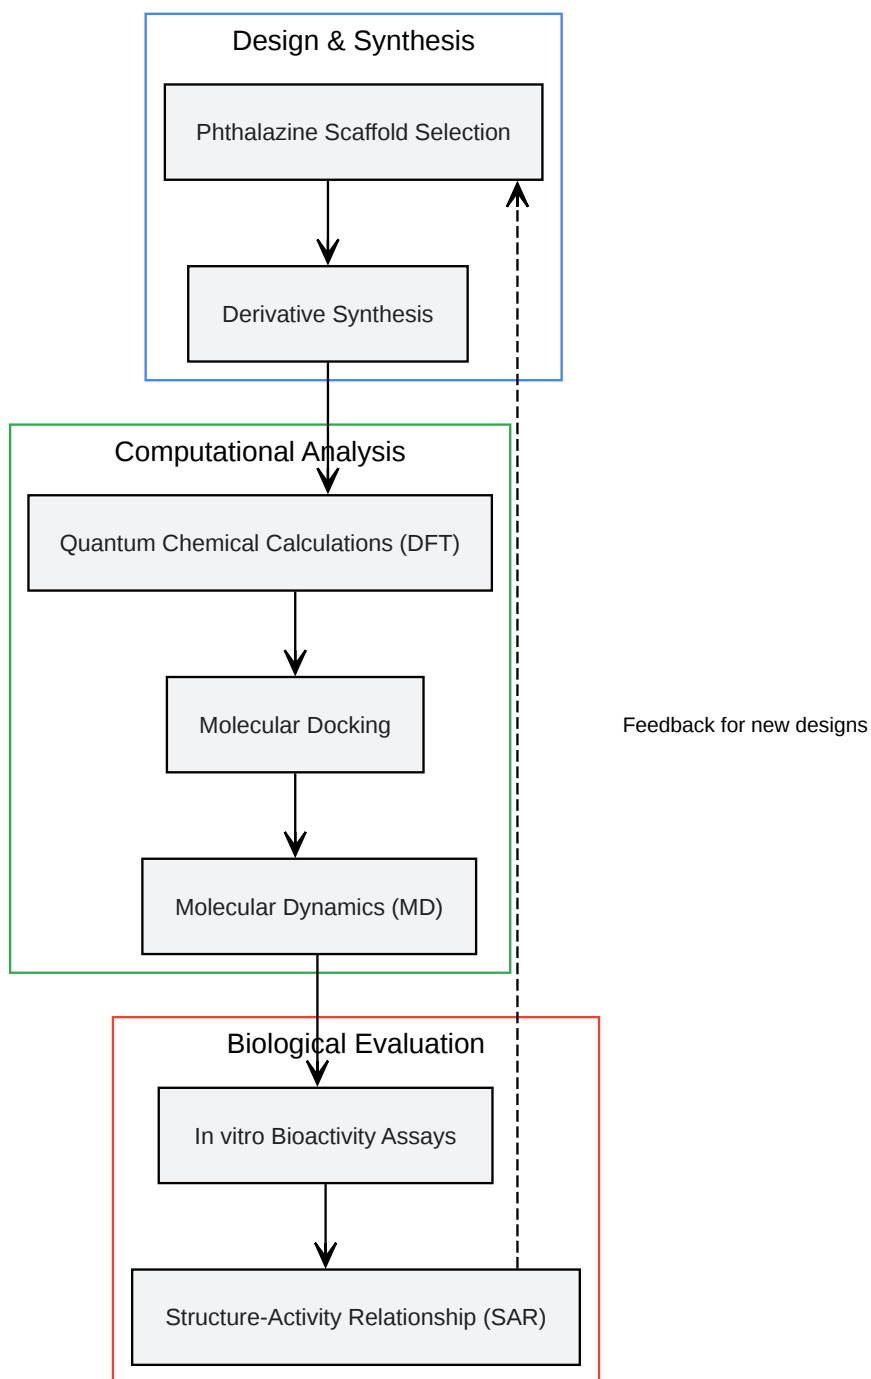 Design & Synthesis
Phthalazine Scaffold Selection
Derivative Synthesis
Computational Analysis
Quantum Chemical Calculations (DFT)
Molecular Docking
Feedback for new designs
Molecular Dynamics (MD)
Biological Evaluation
In vitro Bioactivity Assays
Structure-Activity Relationship (SAR)